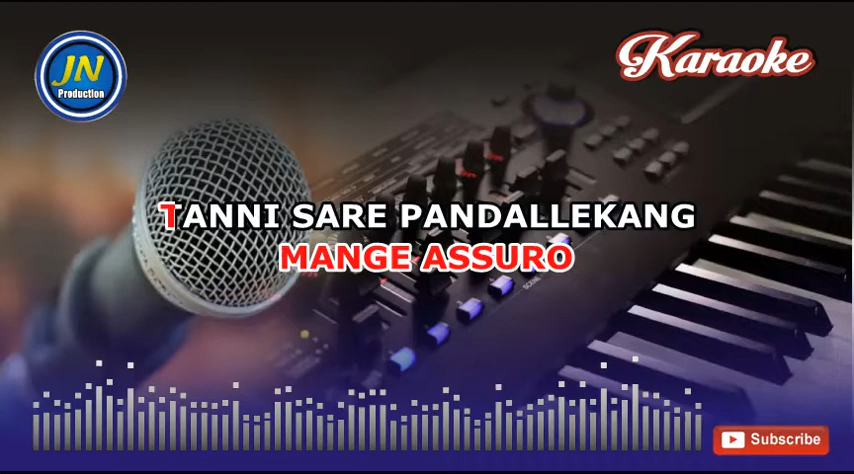 JN
Production
Karaoke
TANNI SARE PANDALLEKANG
MANGE ASSURO
Subscribe